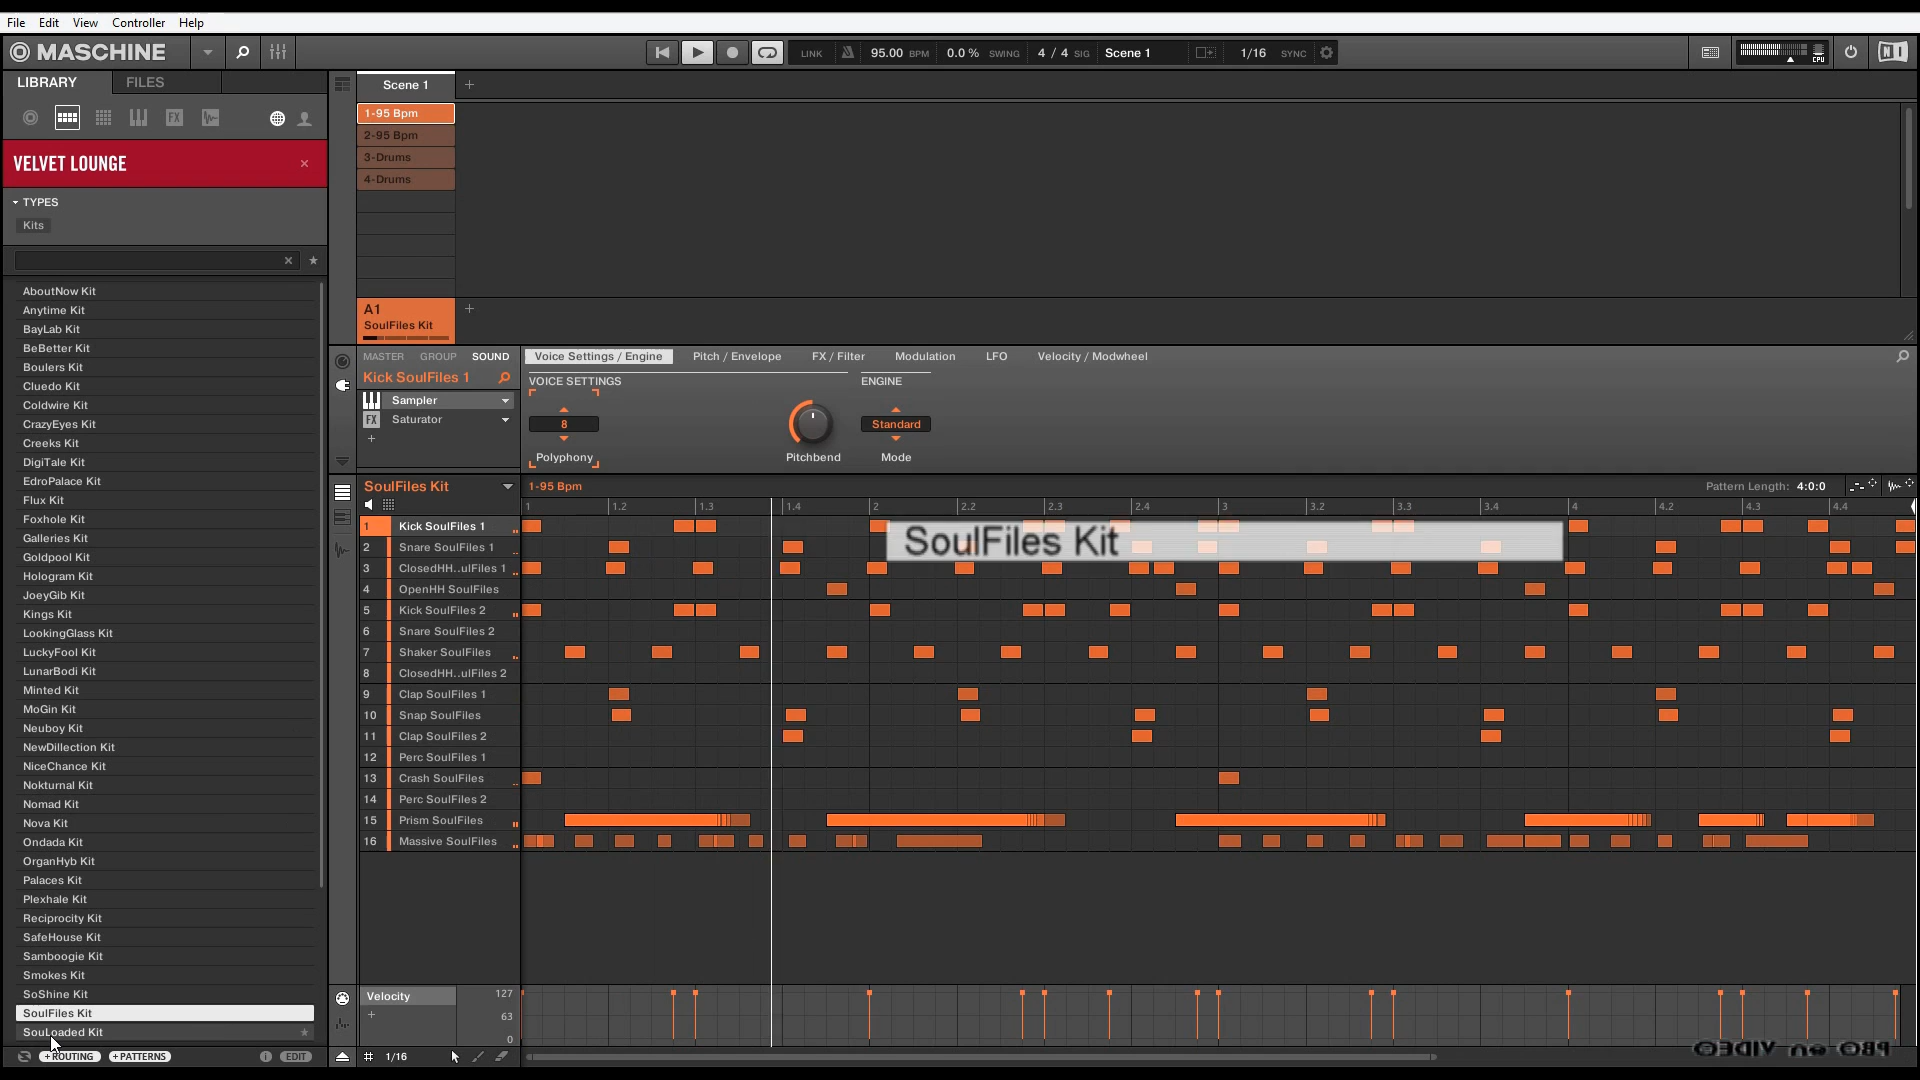 File Edit View Controller Help
MASCHINE
LINK 95.00 BPM 0.0 % SWING 4 / 4 SIG Scene 1 1/16 SYNC
CPU
LIBRARY FILES
FX
VELVET LOUNGE
TYPES
Kits
AboutNow Kit
Anytime Kit
BayLab Kit
BeBetter Kit
Boulers Kit
Cluedo Kit
Coldwire Kit
CrazyEyes Kit
Creeks Kit
DigiTale Kit
EdroPalace Kit
Flux Kit
Foxhole Kit
Galleries Kit
Goldpool Kit
Hologram Kit
JoeyGib Kit
Kings Kit
LookingGlass Kit
LuckyFool Kit
LunarBodi Kit
Minted Kit
MoGin Kit
Neuboy Kit
NewDillection Kit
NiceChance Kit
Nokturnal Kit
Nomad Kit
Nova Kit
Ondada Kit
OrganHyb Kit
Palaces Kit
Plexhale Kit
Reciprocity Kit
SafeHouse Kit
Samboogie Kit
Smokes Kit
SoShine Kit
SoulFiles Kit
SouLoaded Kit
+ROUTING +PATTERNS EDIT
Scene 1 +
1-95 Bpm
2-95 Bpm
3-Drums
4-Drums
A1 +
SoulFiles Kit
MASTER GROUP SOUND
Kick SoulFiles 1
Sampler
FX Saturator
+
Voice Settings / Engine Pitch / Envelope FX / Filter Modulation LFO Velocity / Modwheel
VOICE SETTINGS ENGINE
8 Standard
Polyphony Pitchbend Mode
SoulFiles Kit 1-95 Bpm Pattern Length: 4:0:0
1 1.2 1.3 1.4 2 2.2 2.3 2.4 3 3.2 3.3 3.4 4 4.2 4.3 4.4
1 Kick SoulFiles 1
SoulFiles Kit
2 Snare SoulFiles 1
3 ClosedHH..ulFiles 1
4 OpenHH SoulFiles
5 Kick SoulFiles 2
6 Snare SoulFiles 2
7 Shaker SoulFiles
8 ClosedHH..ulFiles 2
9 Clap SoulFiles 1
10 Snap SoulFiles
11 Clap SoulFiles 2
12 Perc SoulFiles 1
13 Crash SoulFiles
14 Perc SoulFiles 2
15 Prism SoulFiles
16 Massive SoulFiles
Velocity 127
+ 63
0
1/16
PRO en VIDEO